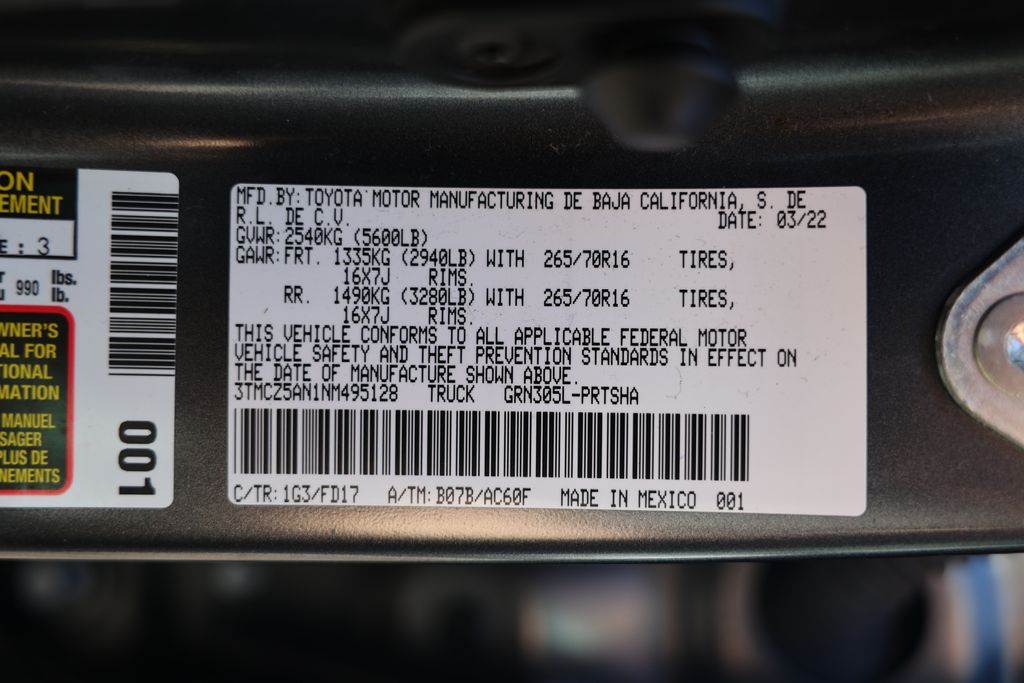 ON
EMENT
E : 3
r
u 990 lbs.
lb.
WNER'S
AL FOR
TIONAL
MATION
MANUEL
SAGER
PLUS DE
NEMENTS
001
MFD.BY:TOYOTA MOTOR MANUFACTURING DE BAJA CALIFORNIA, S. DE
R.L. DE C.V. DATE: 03/22
GVWR:2540KG (5600LB)
GAWR:FRT. 1335KG (2940LB) WITH 265/70R16 TIRES,
16X7J RIMS.
RR. 1490KG (3280LB) WITH 265/70R16 TIRES,
16X7J RIMS.
THIS VEHICLE CONFORMS TO ALL APPLICABLE FEDERAL MOTOR
VEHICLE SAFETY AND THEFT PREVENTION STANDARDS IN EFFECT ON
THE DATE OF MANUFACTURE SHOWN ABOVE.
3TMCZ5AN1NM495128 TRUCK GRN305L-PRTSHA
C/TR:1G3/FD17 A/TM:B07B/AC60F MADE IN MEXICO 001